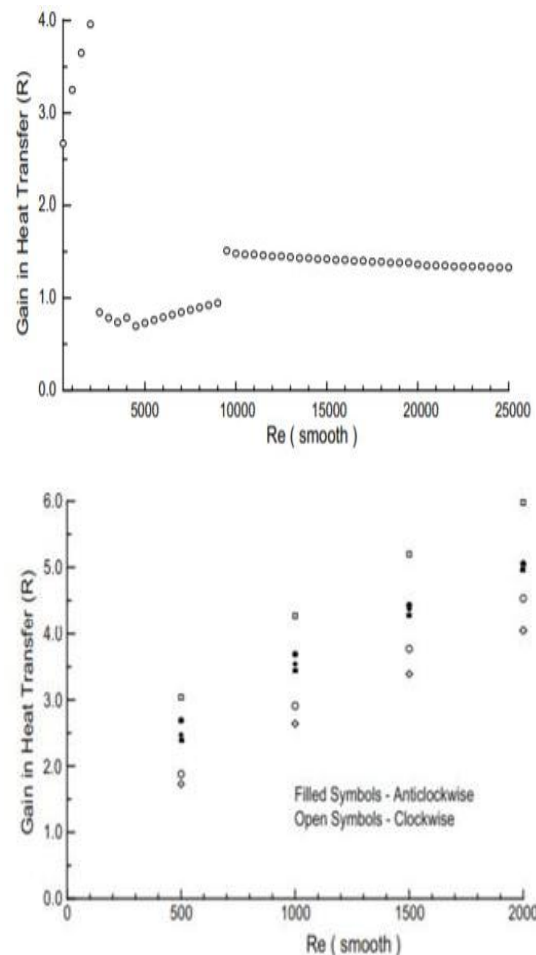 4.0
3.0
2.0
1.0
0.0
Gain in Heat Transfer (R)
5000 10000 15000 20000 25000
Re ( smooth )
6.0
5.0
4.0
3.0
2.0
1.0
0.0
Gain in Heat Transfer (R)
Filled Symbols - Anticlockwise
Open Symbols - Clockwise
0 500 1000 1500 2000
Re ( smooth )